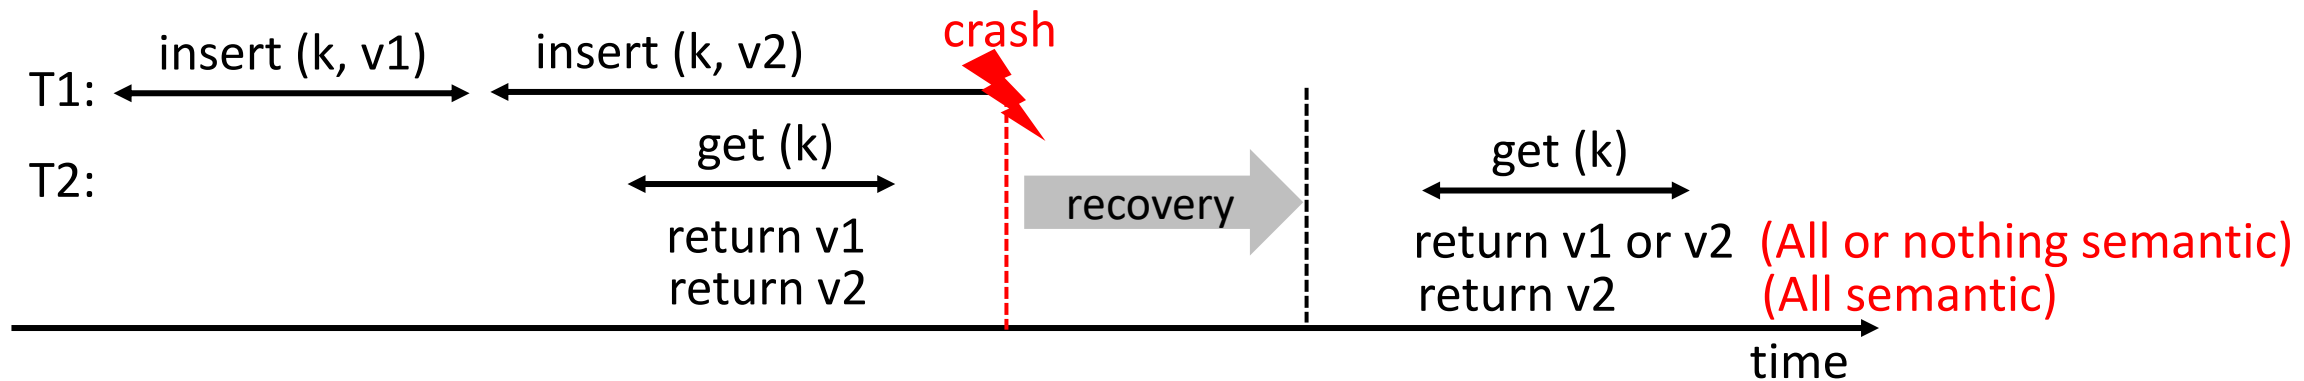 crash
insert (k, v1) insert (k, v2)
T1:
get (k) get (k)
T2:
recovery
return v1 return v1 or v2 (All or nothing semantic)
return v2 return v2 (All semantic)
time